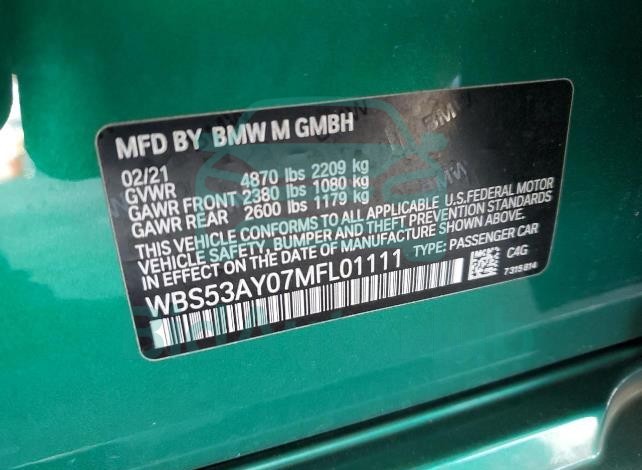 MFD BY BMW M GMBH
02/21
GVWR 4870 lbs 2209 kg
GAWR FRONT 2380 lbs 1080 kg
GAWR REAR 2600 lbs 1179 kg
THIS VEHICLE CONFORMS TO ALL APPLICABLE U.S.FEDERAL MOTOR
VEHICLE SAFETY, BUMPER AND THEFT PREVENTION STANDARDS
IN EFFECT ON THE DATE OF MANUFACTURE
WBS53AY07MFL01111 TYPE: PASSENGER CAR
C4G
7315814